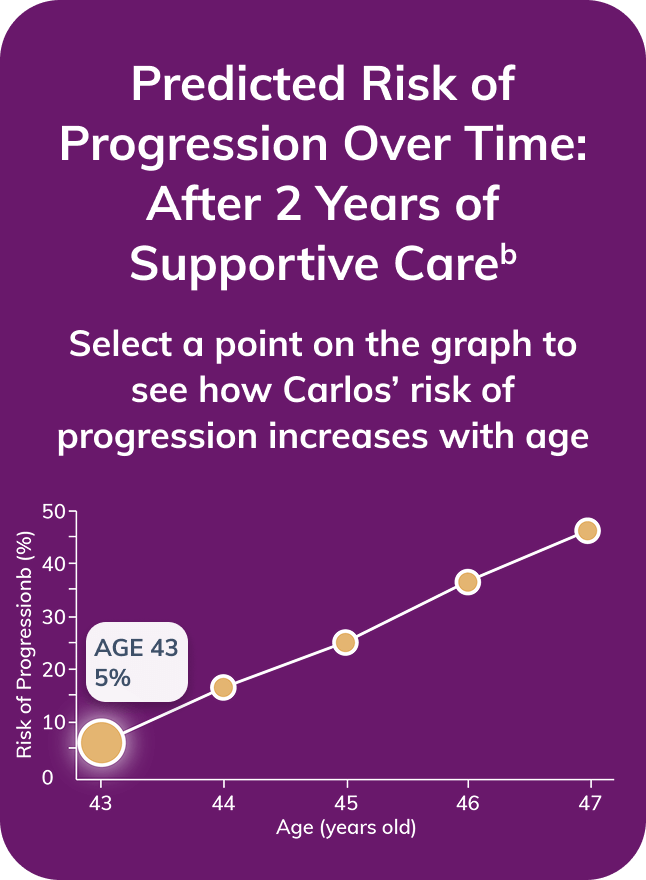 Predicted Risk of
Progression Over Time:
After 2 Years of
Supportive Careᵇ
Select a point on the graph to
see how Carlos’ risk of
progression increases with age
Risk of Progressionb (%)
50
40
30
20
10
0
AGE 43
5%
43 44 45 46 47
Age (years old)